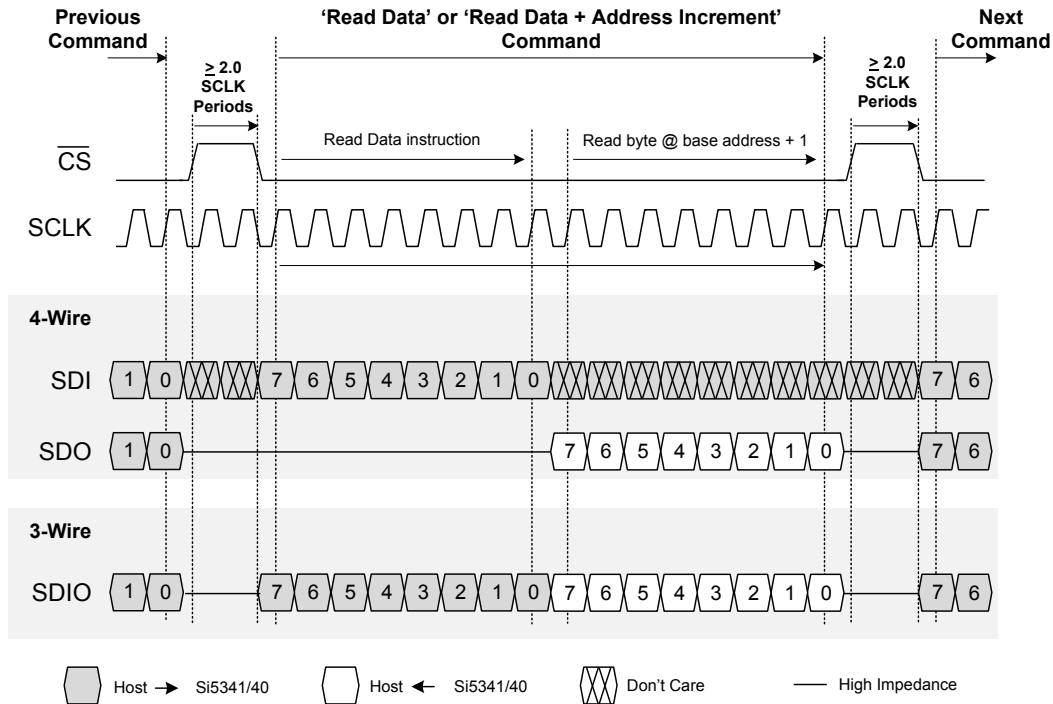 Previous Command
'Read Data' or 'Read Data + Address Increment' Command
Next Command
≥ 2.0 SCLK Periods
≥ 2.0 SCLK Periods
Read Data instruction
Read byte @ base address + 1
CS
SCLK
4-Wire
SDI 1 0 7 6 5 4 3 2 1 0 7 6
SDO 1 0 7 6 5 4 3 2 1 0 7 6
3-Wire
SDIO 1 0 7 6 5 4 3 2 1 0 7 6 5 4 3 2 1 0 7 6
Host → Si5341/40
Host ← Si5341/40
Don't Care
High Impedance